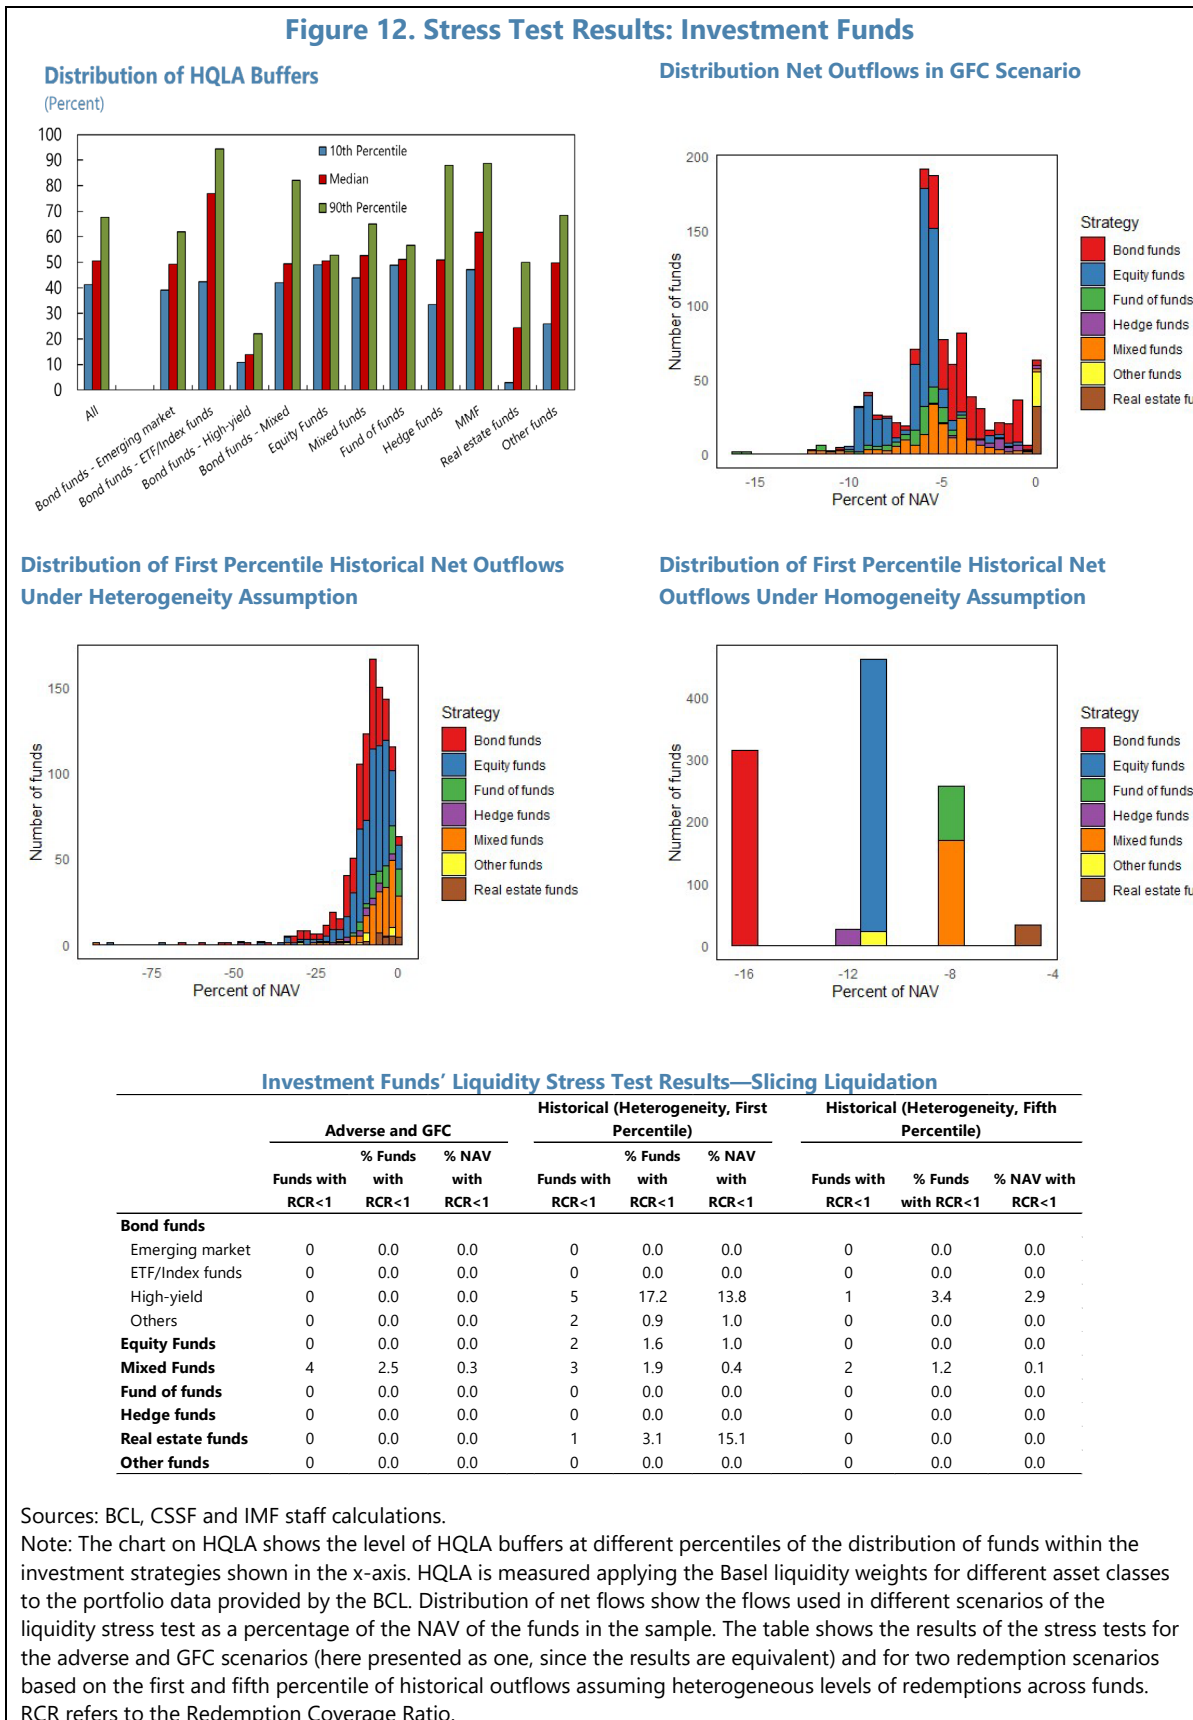 Figure 12. Stress Test Results: Investment Funds
Distribution of HQLA Buffers
(Percent)
100
90
80
70
60
50
40
30
20
10
0
10th Percentile
Median
90th Percentile
All
Bond funds - Emerging market
Bond funds - ETF/Index funds
Bond funds - High-yield
Bond funds - Mixed
Equity Funds
Mixed funds
Fund of funds
Hedge funds
MMF
Real estate funds
Other funds
Distribution Net Outflows in GFC Scenario
Number of funds
200
150
100
50
0
-15 -10 -5 0
Percent of NAV
Strategy
Bond funds
Equity funds
Fund of funds
Hedge funds
Mixed funds
Other funds
Real estate fu
Distribution of First Percentile Historical Net Outflows
Under Heterogeneity Assumption
Number of funds
150
100
50
0
-75 -50 -25 0
Percent of NAV
Strategy
Bond funds
Equity funds
Fund of funds
Hedge funds
Mixed funds
Other funds
Real estate funds
Distribution of First Percentile Historical Net
Outflows Under Homogeneity Assumption
Number of funds
400
300
200
100
0
-16 -12 -8 -4
Percent of NAV
Strategy
Bond funds
Equity funds
Fund of funds
Hedge funds
Mixed funds
Other funds
Real estate fu
Investment Funds' Liquidity Stress Test Results—Slicing Liquidation
Adverse and GFC
Historical (Heterogeneity, First
Percentile)
Historical (Heterogeneity, Fifth
Percentile)
Funds with
RCR<1
% Funds
with
RCR<1
% NAV
with
RCR<1
Funds with
RCR<1
% Funds
with
RCR<1
% NAV
with
RCR<1
Funds with
RCR<1
% Funds
with RCR<1
% NAV with
RCR<1
Bond funds
Emerging market 0 0.0 0.0 0 0.0 0.0 0 0.0 0.0
ETF/Index funds 0 0.0 0.0 0 0.0 0.0 0 0.0 0.0
High-yield 0 0.0 0.0 5 17.2 13.8 1 3.4 2.9
Others 0 0.0 0.0 2 0.9 1.0 0 0.0 0.0
Equity Funds 0 0.0 0.0 2 1.6 1.0 0 0.0 0.0
Mixed Funds 4 2.5 0.3 3 1.9 0.4 2 1.2 0.1
Fund of funds 0 0.0 0.0 0 0.0 0.0 0 0.0 0.0
Hedge funds 0 0.0 0.0 0 0.0 0.0 0 0.0 0.0
Real estate funds 0 0.0 0.0 1 3.1 15.1 0 0.0 0.0
Other funds 0 0.0 0.0 0 0.0 0.0 0 0.0 0.0
Sources: BCL, CSSF and IMF staff calculations.
Note: The chart on HQLA shows the level of HQLA buffers at different percentiles of the distribution of funds within the
investment strategies shown in the x-axis. HQLA is measured applying the Basel liquidity weights for different asset classes
to the portfolio data provided by the BCL. Distribution of net flows show the flows used in different scenarios of the
liquidity stress test as a percentage of the NAV of the funds in the sample. The table shows the results of the stress tests for
the adverse and GFC scenarios (here presented as one, since the results are equivalent) and for two redemption scenarios
based on the first and fifth percentile of historical outflows assuming heterogeneous levels of redemptions across funds.
RCR refers to the Redemption Coverage Ratio.